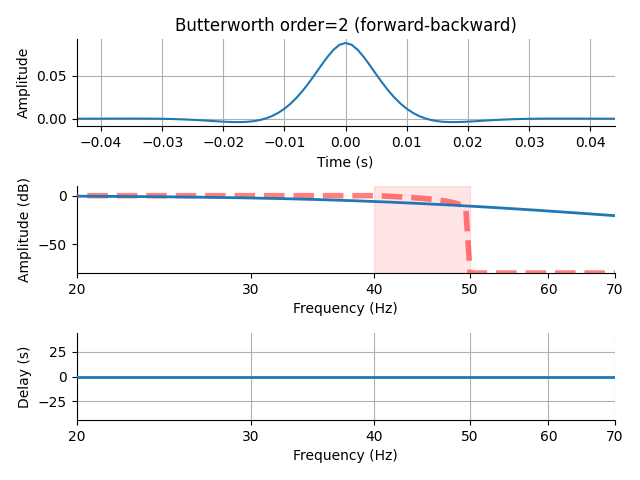 Butterworth order=2 (forward-backward)
Amplitude
0.05
0.00
−0.04 −0.03 −0.02 −0.01 0.00 0.01 0.02 0.03 0.04
Time (s)
Amplitude (dB)
0
−50
20 30 40 50 60 70
Frequency (Hz)
Delay (s)
25
0
−25
20 30 40 50 60 70
Frequency (Hz)